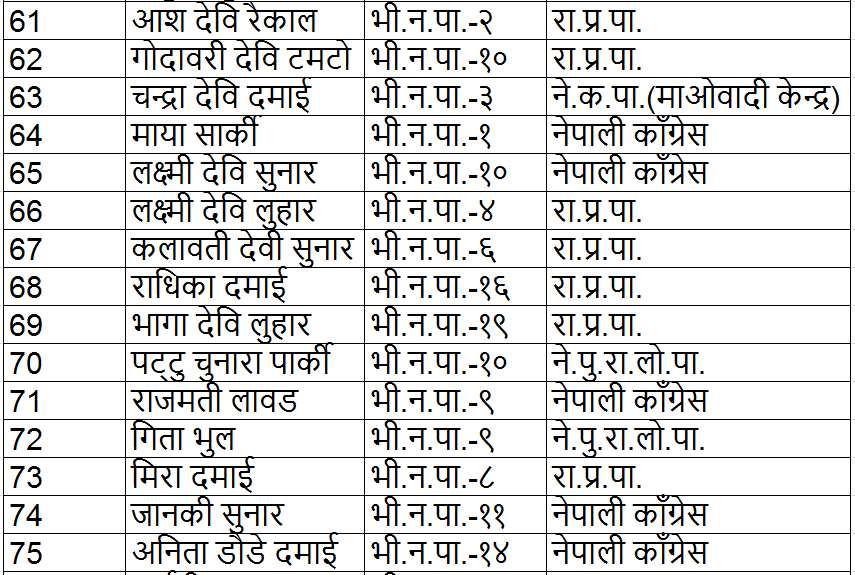 61 आश देवि रैकाल भी.न.पा.-२ रा.प्र.पा.
62 गोदावरी देवि टमटो भी.न.पा.-१० रा.प्र.पा.
63 चन्द्रा देवि दमाई भी.न.पा.-३ ने.क.पा.(माओवादी केन्द्र)
64 माया सार्की भी.न.पा.-१ नेपाली काँग्रेस
65 लक्ष्मी देवि सुनार भी.न.पा.-१० नेपाली काँग्रेस
66 लक्ष्मी देवि लुहार भी.न.पा.-४ रा.प्र.पा.
67 कलावती देवी सुनार भी.न.पा.-६ रा.प्र.पा.
68 राधिका दमाई भी.न.पा.-१६ रा.प्र.पा.
69 भागा देवि लुहार भी.न.पा.-१९ रा.प्र.पा.
70 पट्टु चुनारा पार्की भी.न.पा.-१० ने.पु.रा.लो.पा.
71 राजमती लावड भी.न.पा.-९ नेपाली काँग्रेस
72 गिता भुल भी.न.पा.-९ ने.पु.रा.लो.पा.
73 मिरा दमाई भी.न.पा.-८ रा.प्र.पा.
74 जानकी सुनार भी.न.पा.-११ नेपाली काँग्रेस
75 अनिता डौडे दमाई भी.न.पा.-१४ नेपाली काँग्रेस